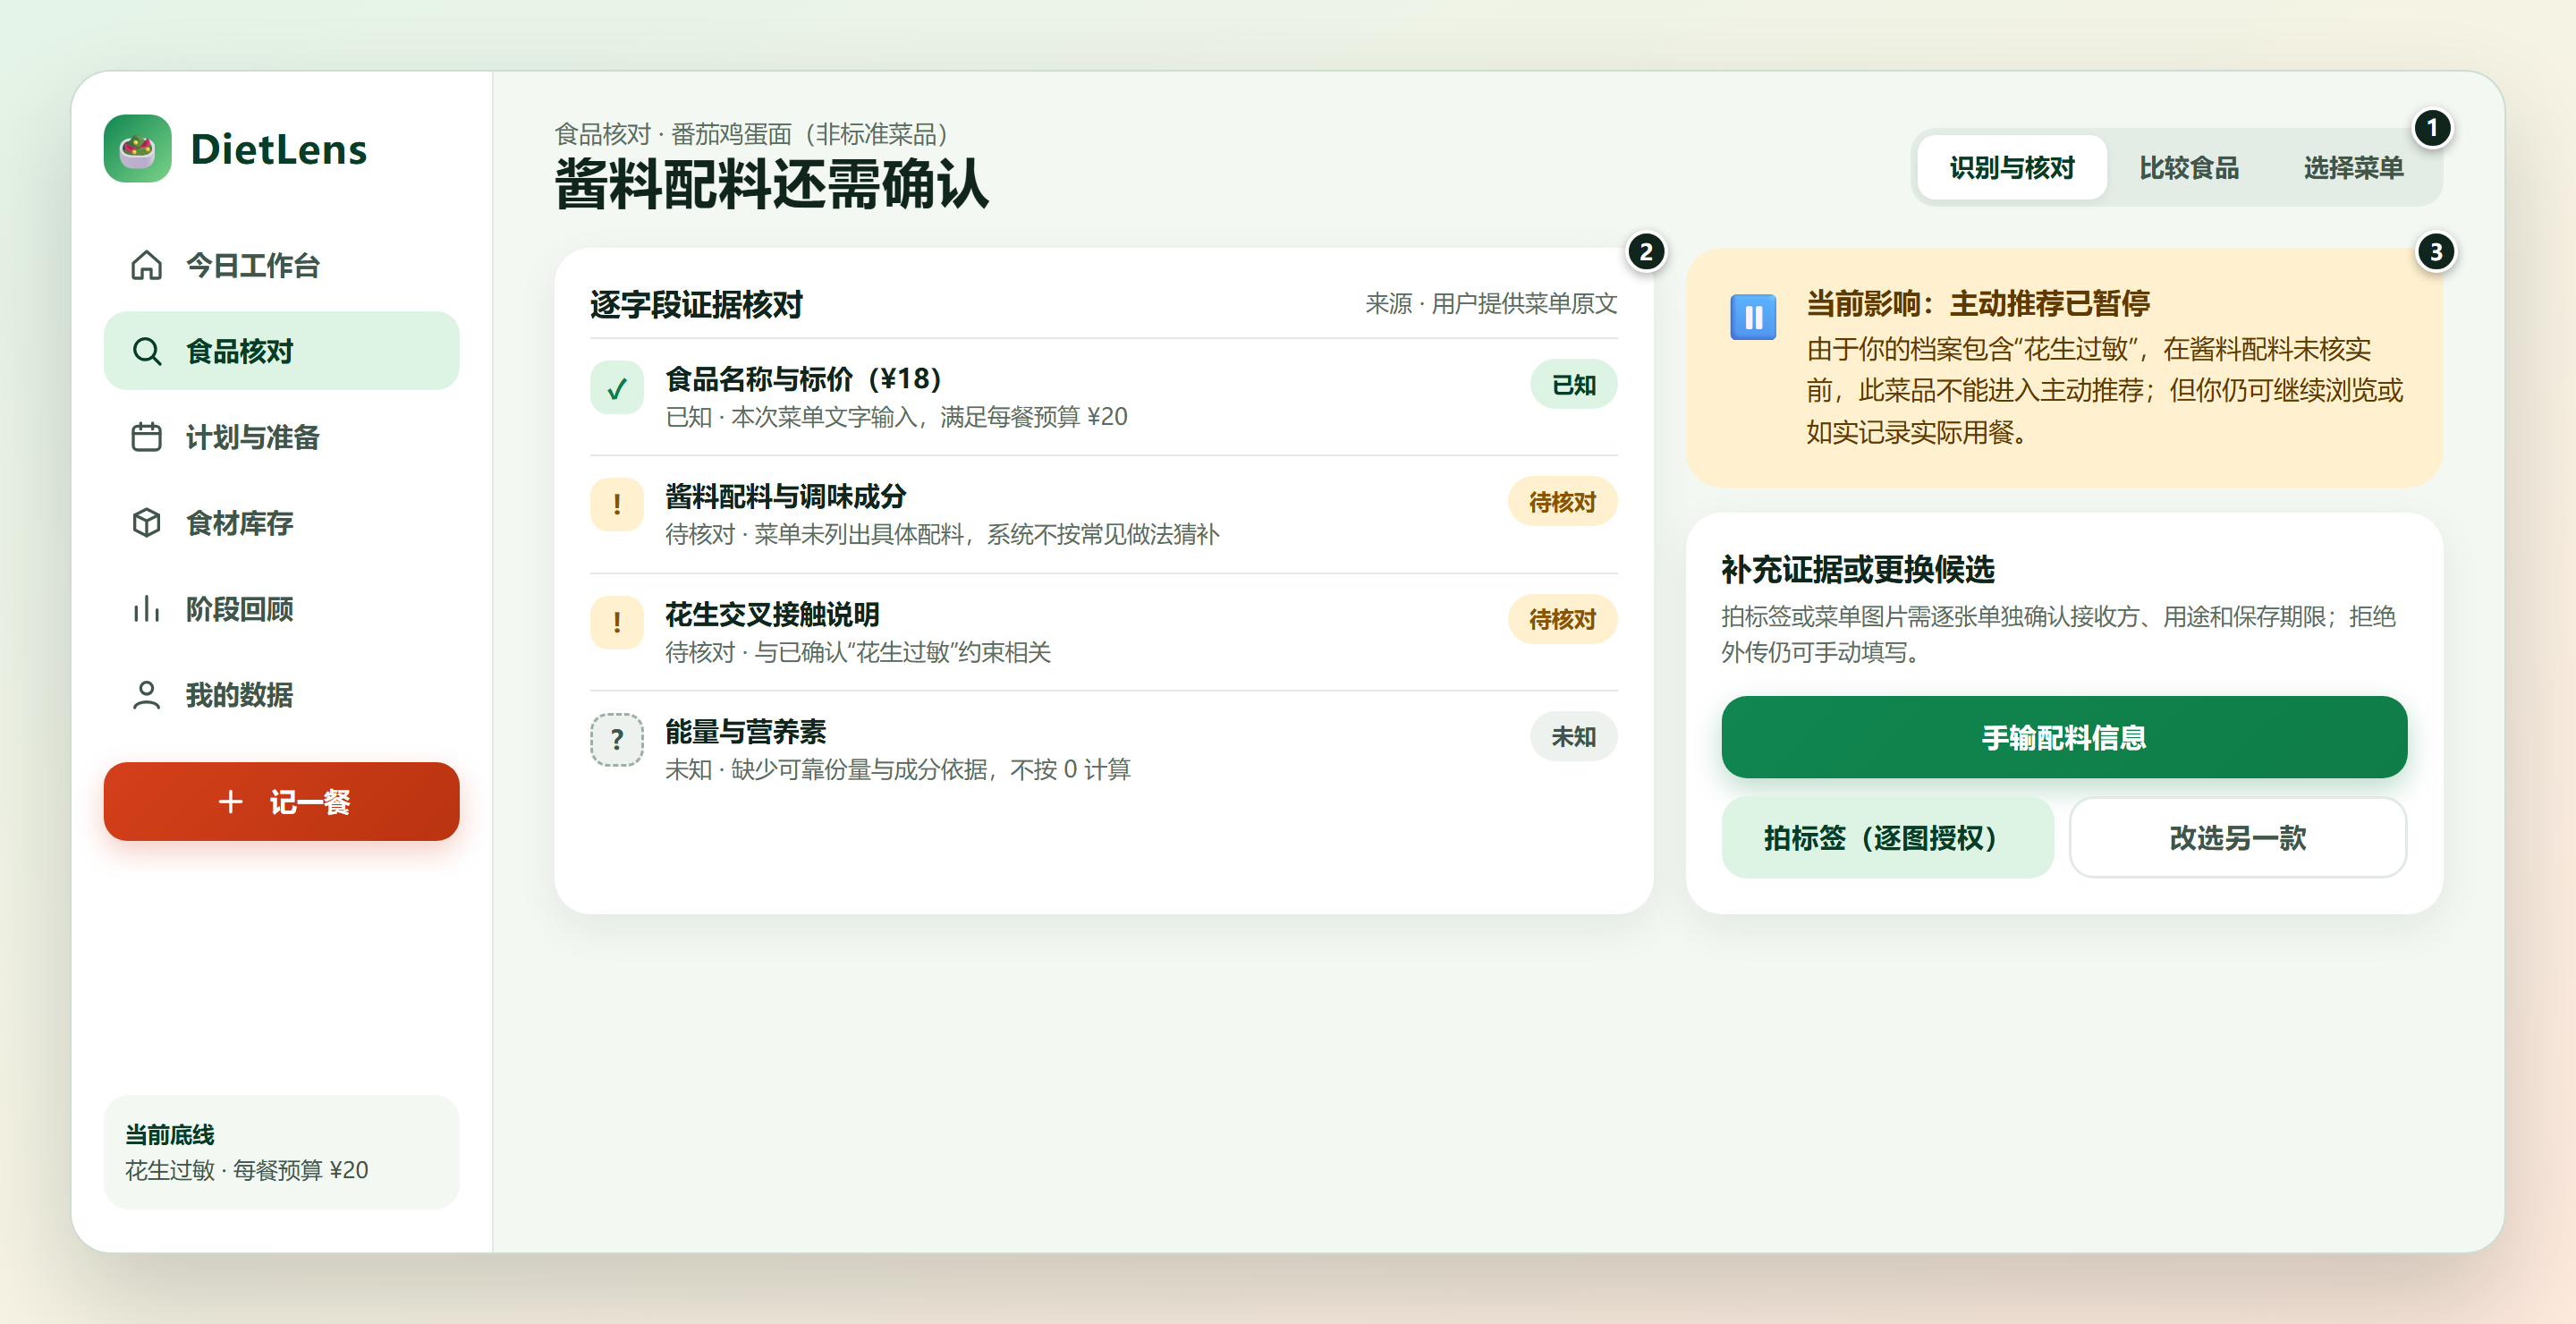 DietLens
今日工作台
食品核对
计划与准备
食材库存
阶段回顾
我的数据
+ 记一餐
当前底线
花生过敏 · 每餐预算 ¥20
食品核对 · 番茄鸡蛋面（非标准菜品）
酱料配料还需确认
识别与核对
比较食品
选择菜单
1
2
逐字段证据核对
来源 · 用户提供菜单原文
✓
食品名称与标价（¥18）
已知
已知 · 本次菜单文字输入，满足每餐预算 ¥20
!
酱料配料与调味成分
待核对
待核对 · 菜单未列出具体配料，系统不按常见做法猜补
!
花生交叉接触说明
待核对
待核对 · 与已确认“花生过敏”约束相关
?
能量与营养素
未知
未知 · 缺少可靠份量与成分依据，不按 0 计算
3
当前影响：主动推荐已暂停
由于你的档案包含“花生过敏”，在酱料配料未核实
前，此菜品不能进入主动推荐；但你仍可继续浏览或
如实记录实际用餐。
补充证据或更换候选
拍标签或菜单图片需逐张单独确认接收方、用途和保存期限；拒绝
外传仍可手动填写。
手输配料信息
拍标签（逐图授权）
改选另一款